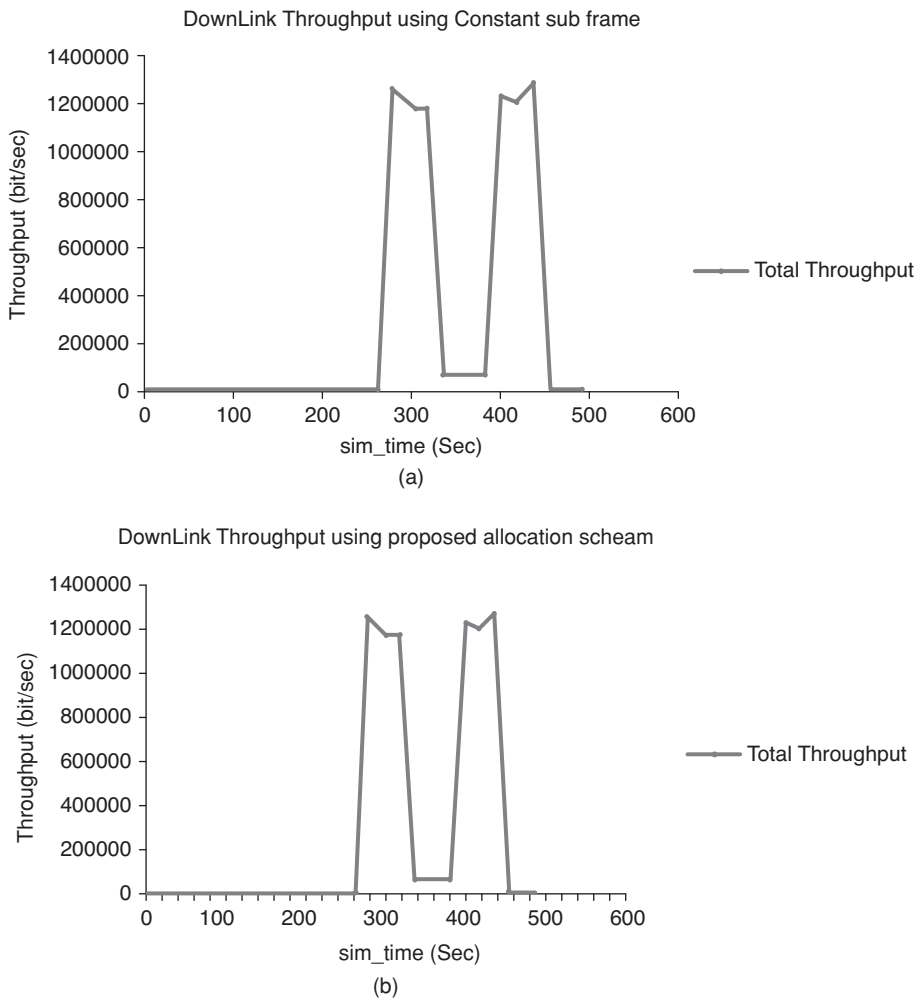 DownLink Throughput using Constant sub frame
1400000
1200000
1000000
800000
600000
400000
200000
0
Throughput (bit/sec)
0 100 200 300 400 500 600
sim_time (Sec)
Total Throughput
(a)
DownLink Throughput using proposed allocation scheam
1400000
1200000
1000000
800000
600000
400000
200000
0
Throughput (bit/sec)
0 100 200 300 400 500 600
sim_time (Sec)
Total Throughput
(b)